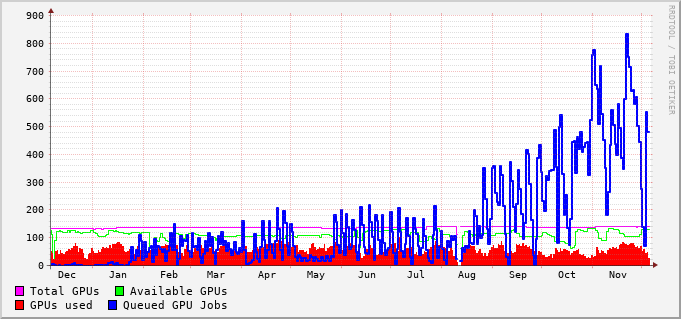 900
800
700
600
500
400
300
200
100
0
Dec Jan Feb Mar Apr May Jun Jul Aug Sep Oct Nov
Total GPUs Available GPUs
GPUs used Queued GPU Jobs
RRDTOOL / TOBI OETIKER